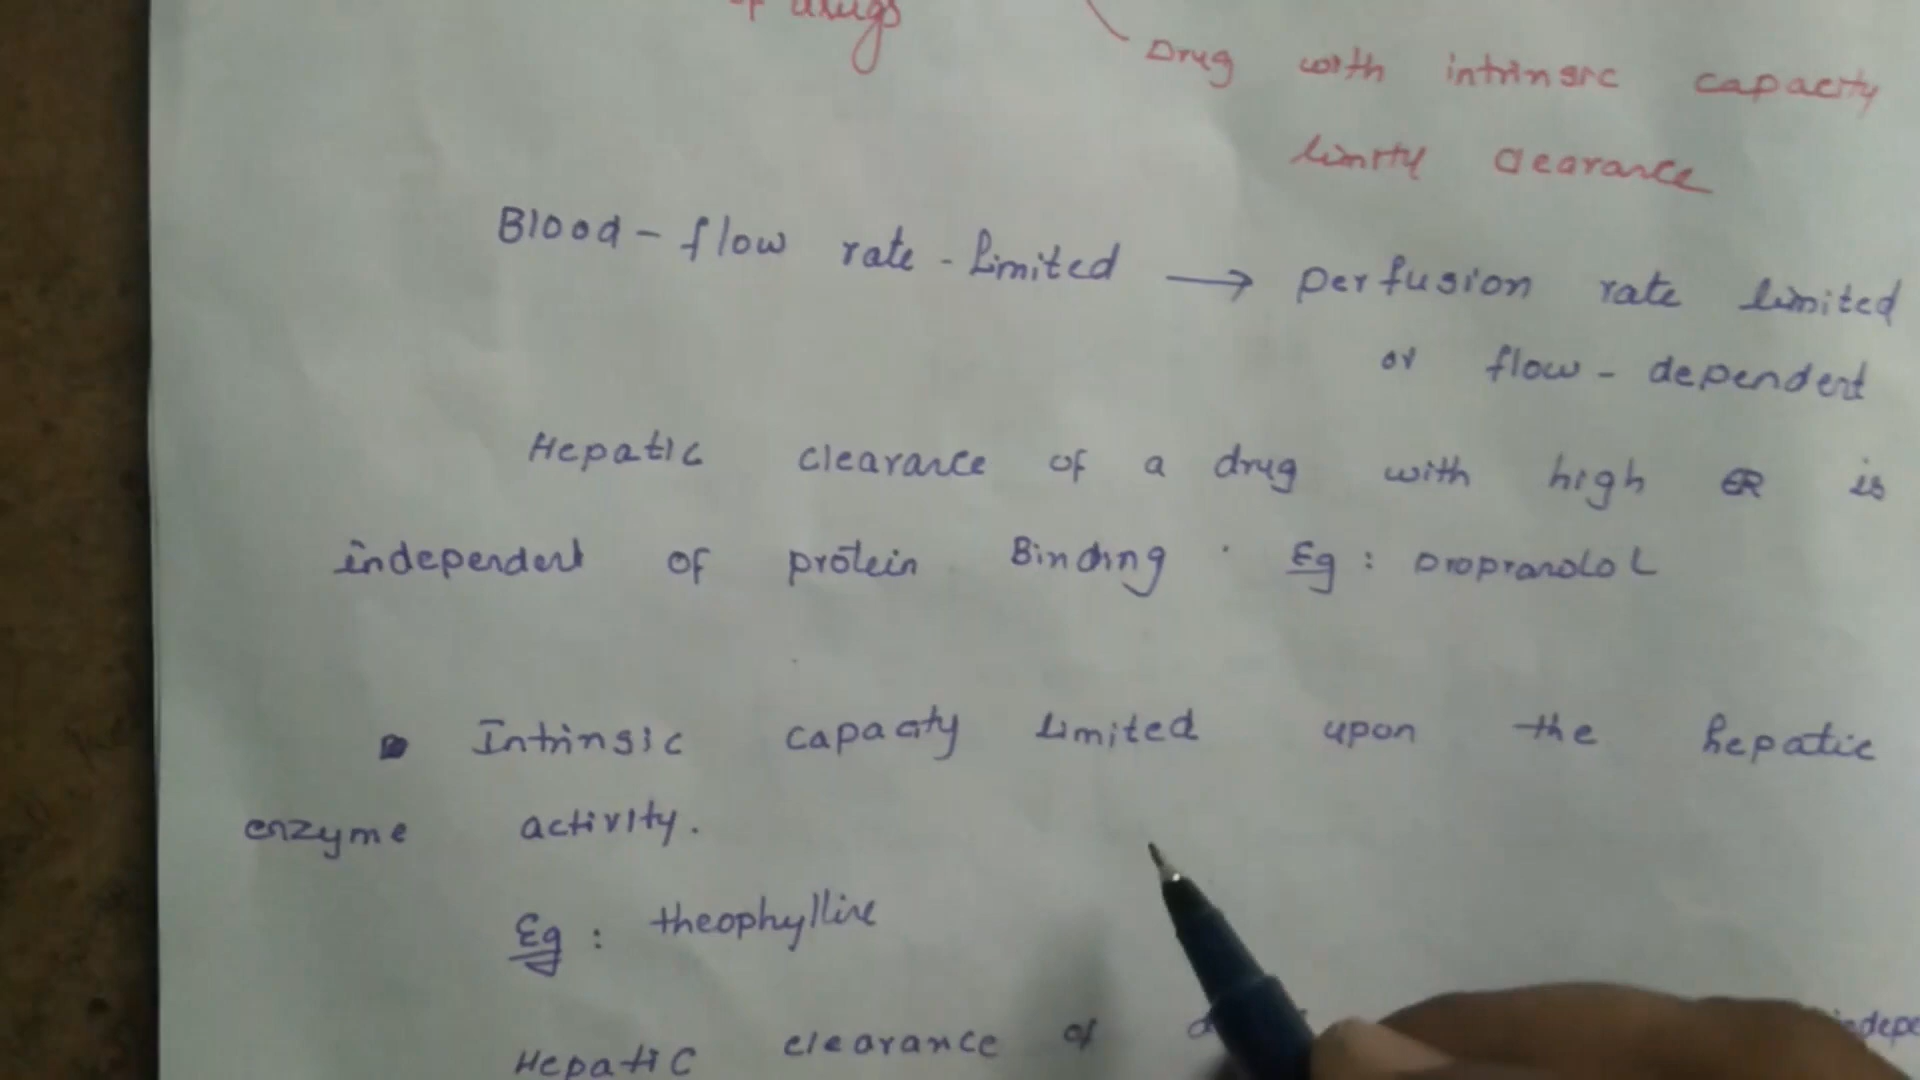 of drugs
Drug with intrinsic capacity
limity clearance
Blood-flow rate-limited → perfusion rate limited
or flow-dependent
Hepatic clearance of a drug with high ER is
independent of protein Binding. Eg: propranolol
Intrinsic capacity limited upon the hepatic
enzyme activity.
Eg: theophylline
Hepatic clearance of